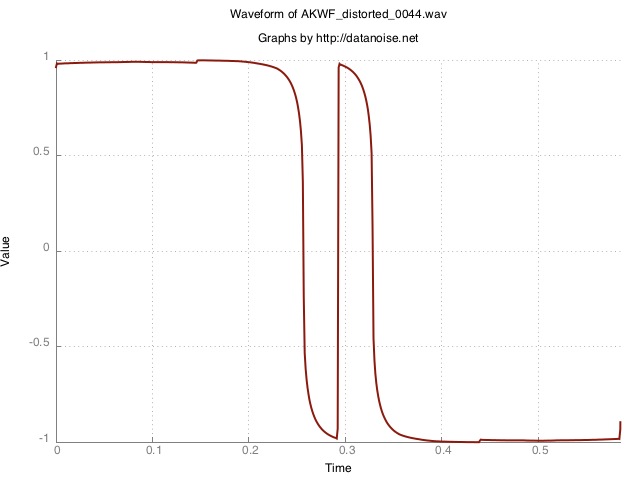 Waveform of AKWF_distorted_0044.wav
Graphs by http://datanoise.net
1
0.5
0
-0.5
-1
Value
0
0.1
0.2
0.3
0.4
0.5
Time